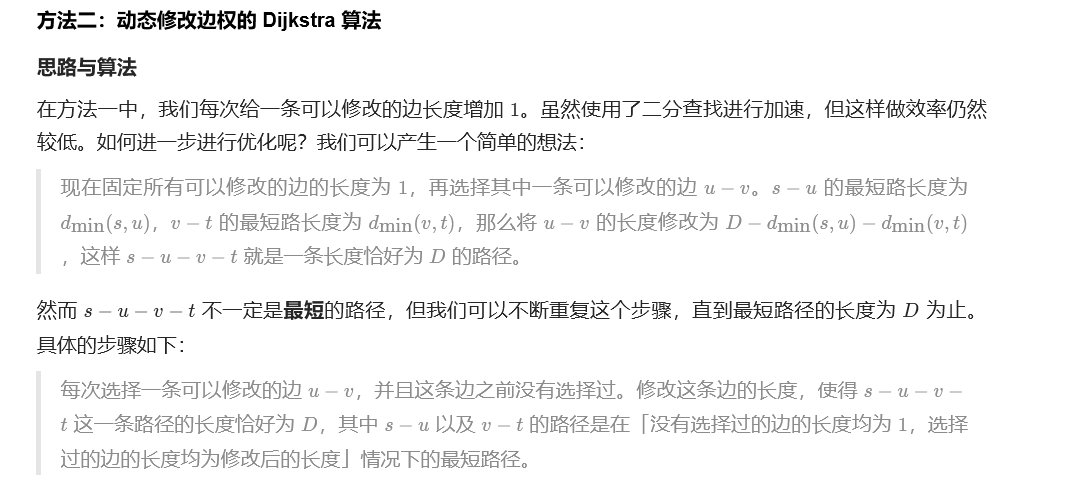 方法二：动态修改边权的 Dijkstra 算法
思路与算法
在方法一中，我们每次给一条可以修改的边长度增加 1。虽然使用了二分查找进行加速，但这样做效率仍然
较低。如何进一步进行优化呢？我们可以产生一个简单的想法：
现在固定所有可以修改的边的长度为 1，再选择其中一条可以修改的边 u − v。s − u 的最短路长度为
dmin(s, u)，v − t 的最短路长度为 dmin(v, t)，那么将 u − v 的长度修改为 D − dmin(s, u) − dmin(v, t)
，这样 s − u − v − t 就是一条长度恰好为 D 的路径。
然而 s − u − v − t 不一定是最短的路径，但我们可以不断重复这个步骤，直到最短路径的长度为 D 为止。
具体的步骤如下：
每次选择一条可以修改的边 u − v，并且这条边之前没有选择过。修改这条边的长度，使得 s − u − v −
t 这一条路径的长度恰好为 D，其中 s − u 以及 v − t 的路径是在「没有选择过的边的长度均为 1，选择
过的边的长度均为修改后的长度」情况下的最短路径。